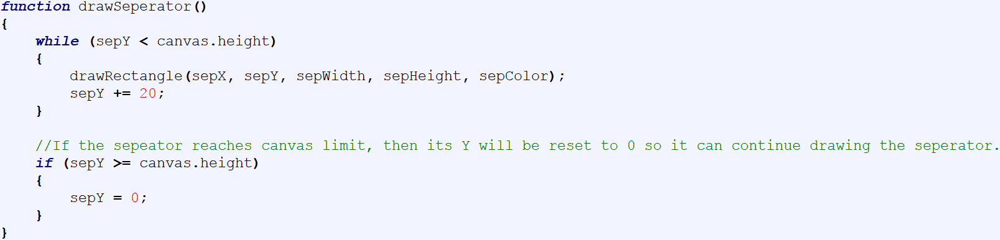 function drawSeperator()
{
    while (sepY < canvas.height)
    {
        drawRectangle(sepX, sepY, sepWidth, sepHeight, sepColor);
        sepY += 20;
    }

    //If the sepeator reaches canvas limit, then its Y will be reset to 0 so it can continue drawing the seperator.
    if (sepY >= canvas.height)
    {
        sepY = 0;
    }
}